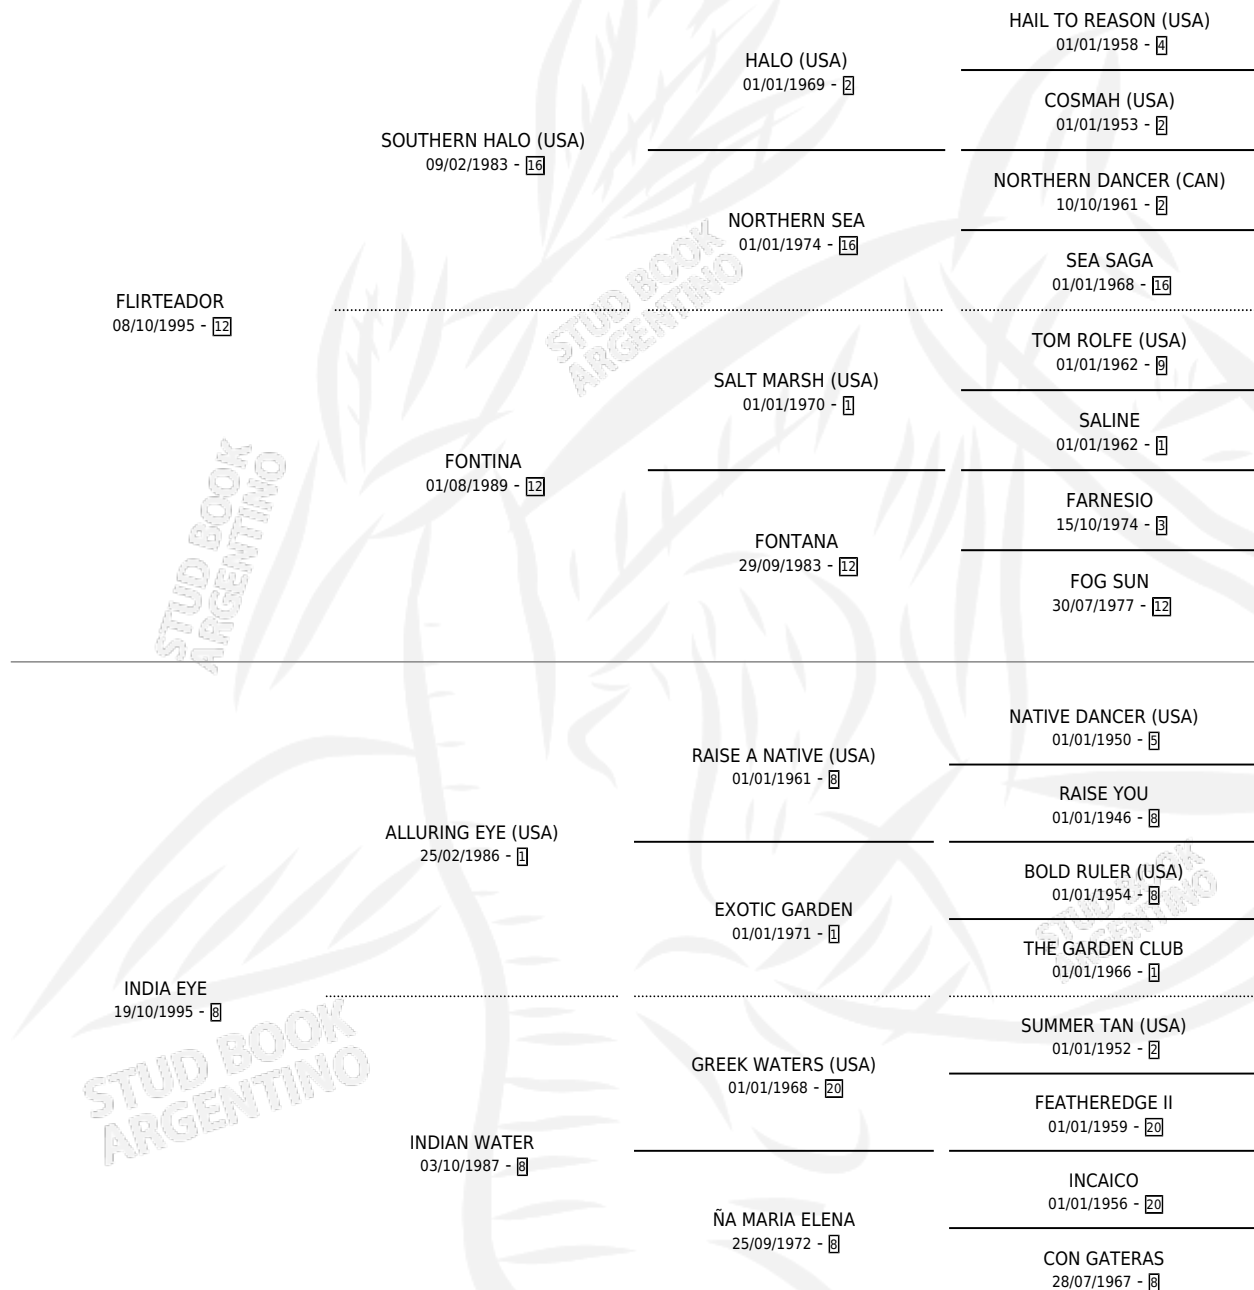 HAIL TO REASON (USA)
01/01/1958 - 4
HALO (USA)
01/01/1969 - 2
COSMAH (USA)
01/01/1953 - 2
SOUTHERN HALO (USA)
09/02/1983 - 16
NORTHERN DANCER (CAN)
10/10/1961 - 2
NORTHERN SEA
01/01/1974 - 16
SEA SAGA
01/01/1968 - 16
FLIRTEADOR
08/10/1995 - 12
STUD BOOK
ARGENTINO
TOM ROLFE (USA)
01/01/1962 - 9
SALT MARSH (USA)
01/01/1970 - 1
SALINE
01/01/1962 - 1
FONTINA
01/08/1989 - 12
FARNESIO
15/10/1974 - 3
FONTANA
29/09/1983 - 12
FOG SUN
30/07/1977 - 12
STUD BOOK
ARGENTINO
NATIVE DANCER (USA)
01/01/1950 - 5
RAISE A NATIVE (USA)
01/01/1961 - 8
RAISE YOU
01/01/1946 - 8
ALLURING EYE (USA)
25/02/1986 - 1
BOLD RULER (USA)
01/01/1954 - 8
EXOTIC GARDEN
01/01/1971 - 1
THE GARDEN CLUB
01/01/1966 - 1
STUD BOOK
ARGENTINO
INDIA EYE
19/10/1995 - 8
SUMMER TAN (USA)
01/01/1952 - 2
GREEK WATERS (USA)
01/01/1968 - 20
FEATHEREDGE II
01/01/1959 - 20
STUD BOOK
ARGENTINO
INDIAN WATER
03/10/1987 - 8
INCAICO
01/01/1956 - 20
ÑA MARIA ELENA
25/09/1972 - 8
CON GATERAS
28/07/1967 - 8